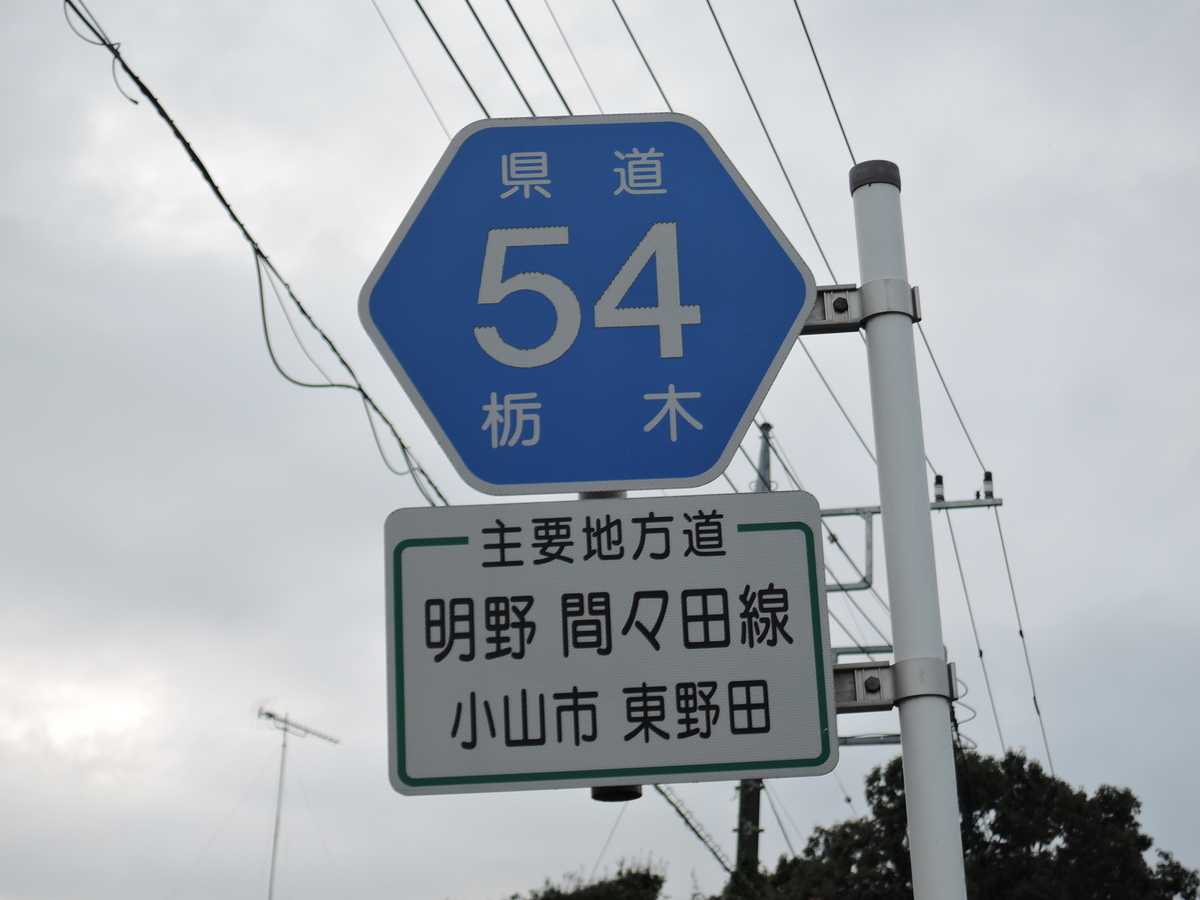 県道
54
栃木
主要地方道
明野 間々田線
小山市 東野田